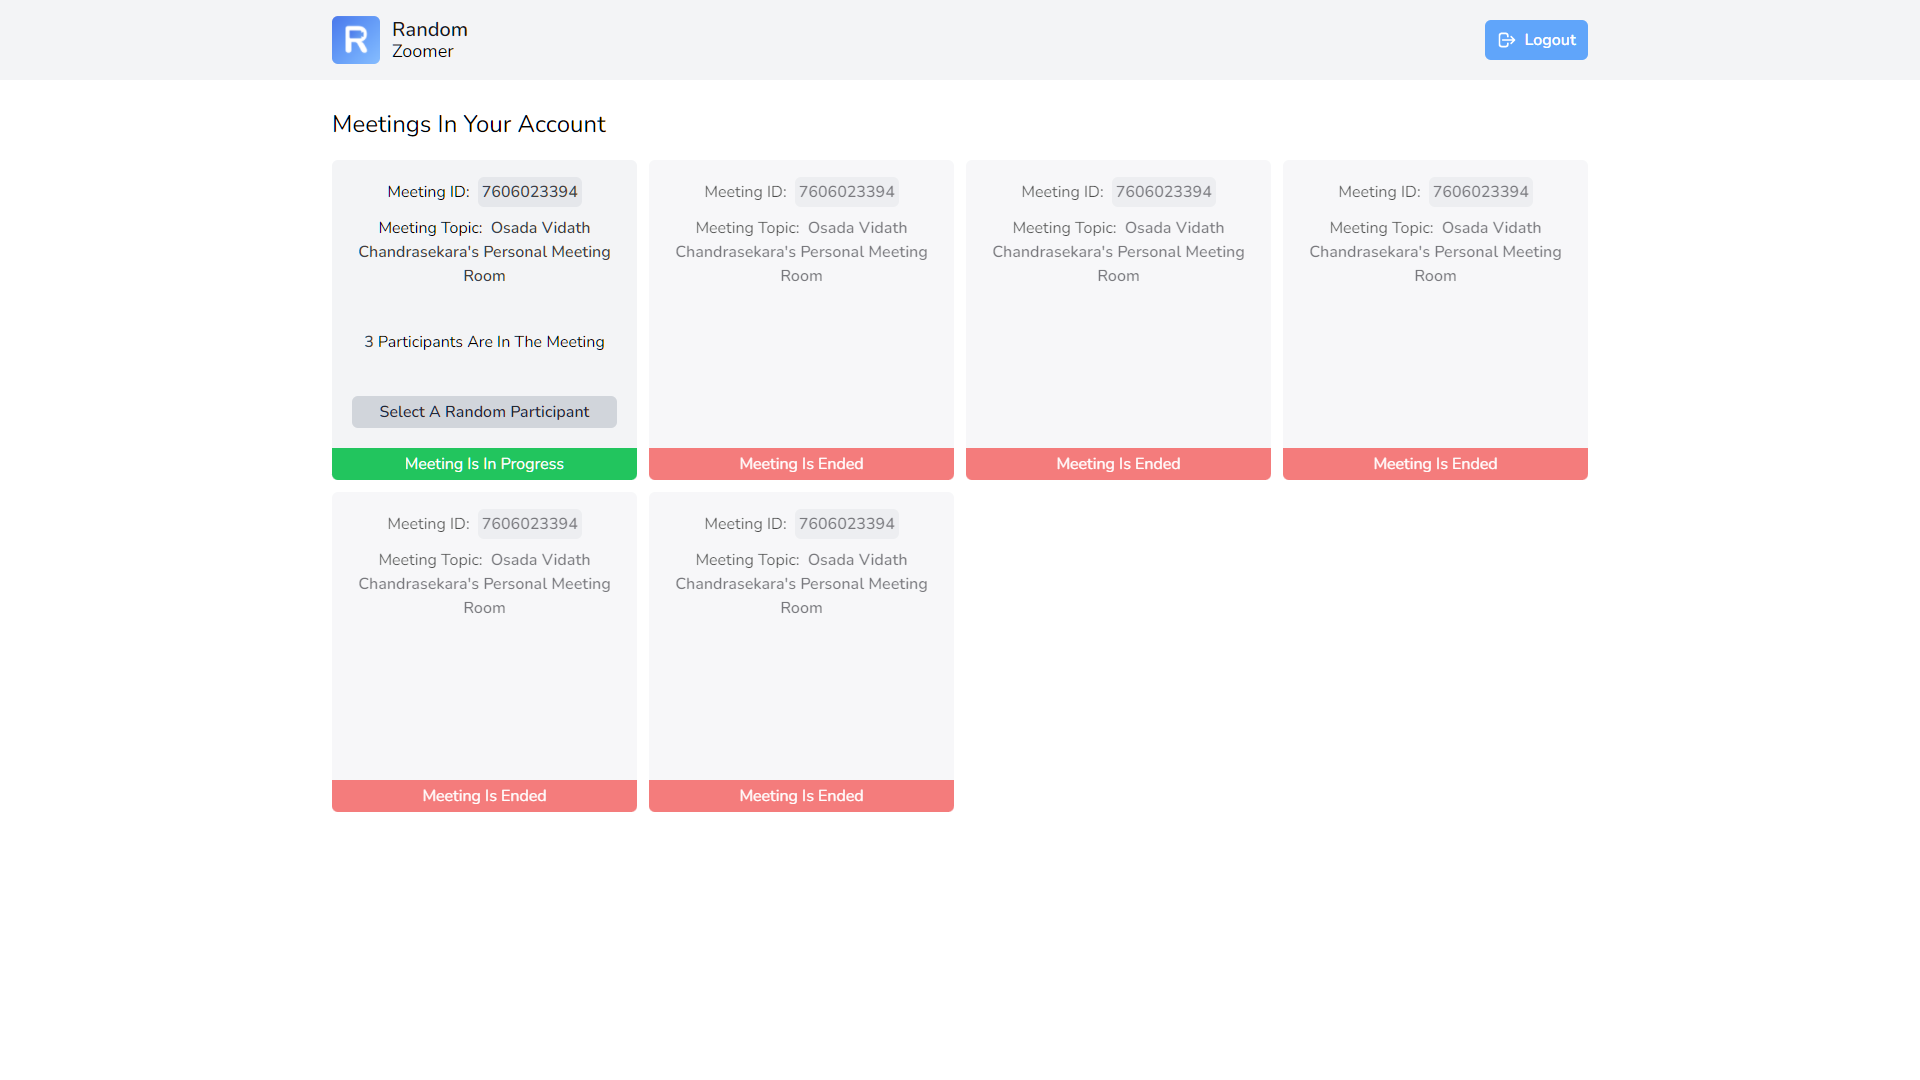 R
Random
Zoomer
Logout
Meetings In Your Account
Meeting ID: 7606023394
Meeting Topic: Osada Vidath
Chandrasekara's Personal Meeting
Room
3 Participants Are In The Meeting
Select A Random Participant
Meeting Is In Progress
Meeting ID: 7606023394
Meeting Topic: Osada Vidath
Chandrasekara's Personal Meeting
Room
Meeting Is Ended
Meeting ID: 7606023394
Meeting Topic: Osada Vidath
Chandrasekara's Personal Meeting
Room
Meeting Is Ended
Meeting ID: 7606023394
Meeting Topic: Osada Vidath
Chandrasekara's Personal Meeting
Room
Meeting Is Ended
Meeting ID: 7606023394
Meeting Topic: Osada Vidath
Chandrasekara's Personal Meeting
Room
Meeting Is Ended
Meeting ID: 7606023394
Meeting Topic: Osada Vidath
Chandrasekara's Personal Meeting
Room
Meeting Is Ended